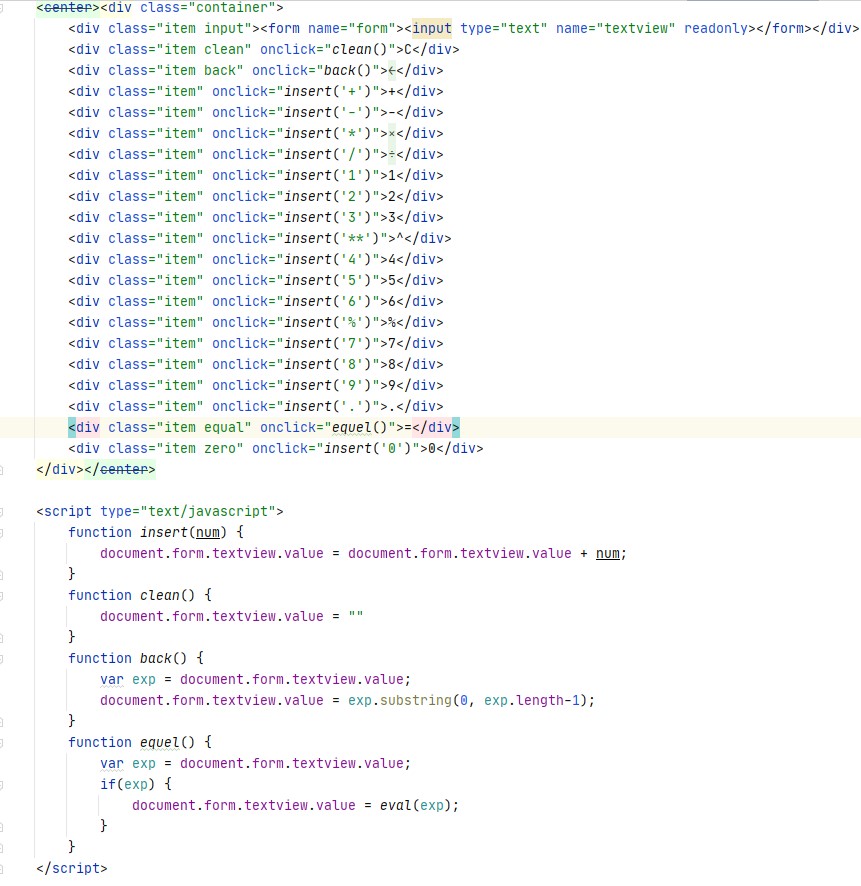 <center><div class="container">
    <div class="item input"><form name="form"><input type="text" name="textview" readonly></form></div>
    <div class="item clean" onclick="clean()">C</div>
    <div class="item back" onclick="back()">←</div>
    <div class="item" onclick="insert('+')">+</div>
    <div class="item" onclick="insert('-')">-</div>
    <div class="item" onclick="insert('*')">×</div>
    <div class="item" onclick="insert('/')">÷</div>
    <div class="item" onclick="insert('1')">1</div>
    <div class="item" onclick="insert('2')">2</div>
    <div class="item" onclick="insert('3')">3</div>
    <div class="item" onclick="insert('**')">^</div>
    <div class="item" onclick="insert('4')">4</div>
    <div class="item" onclick="insert('5')">5</div>
    <div class="item" onclick="insert('6')">6</div>
    <div class="item" onclick="insert('%')">%</div>
    <div class="item" onclick="insert('7')">7</div>
    <div class="item" onclick="insert('8')">8</div>
    <div class="item" onclick="insert('9')">9</div>
    <div class="item" onclick="insert('.')">.</div>
    <div class="item equal" onclick="equel()">=</div>
    <div class="item zero" onclick="insert('0')">0</div>
</div></center>

<script type="text/javascript">
    function insert(num) {
        document.form.textview.value = document.form.textview.value + num;
    }
    function clean() {
        document.form.textview.value = ""
    }
    function back() {
        var exp = document.form.textview.value;
        document.form.textview.value = exp.substring(0, exp.length-1);
    }
    function equel() {
        var exp = document.form.textview.value;
        if(exp) {
            document.form.textview.value = eval(exp);
        }
    }
</script>